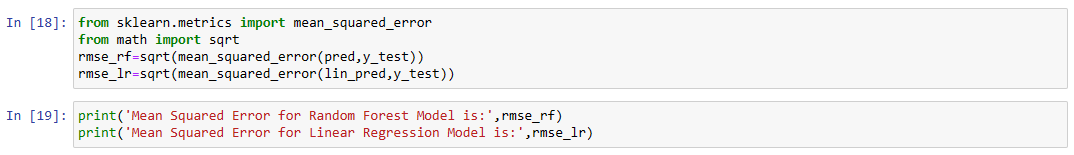 In [18]: from sklearn.metrics import mean_squared_error
from math import sqrt
rmse_rf=sqrt(mean_squared_error(pred,y_test))
rmse_lr=sqrt(mean_squared_error(lin_pred,y_test))
In [19]: print('Mean Squared Error for Random Forest Model is:',rmse_rf)
print('Mean Squared Error for Linear Regression Model is:',rmse_lr)